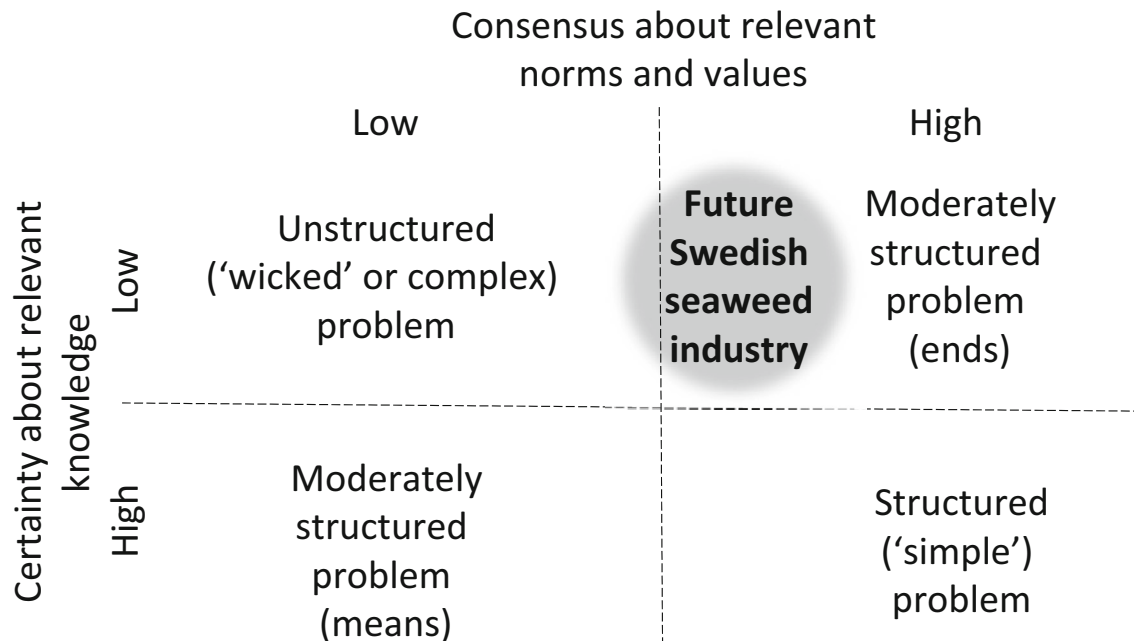 Consensus about relevant
norms and values
Low
High
Certainty about relevant
knowledge
Low
High
Unstructured
(‘wicked’ or complex)
problem
Future
Swedish
seaweed
industry
Moderately
structured
problem
(ends)
Moderately
structured
problem
(means)
Structured
(‘simple’)
problem